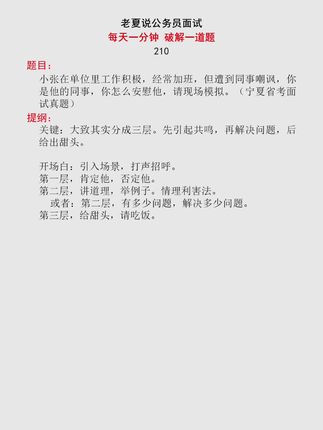 老夏说公务员面试
每天一分钟 破解一道题
210
题目：
小张在单位里工作积极，经常加班，但遭到同事嘲讽，你
是他的同事，你怎么安慰他，请现场模拟。（宁夏省考面
试真题）
提纲：
关键：大致其实分成三层。先引起共鸣，再解决问题，后
给出甜头。
开场白：引入场景，打声招呼。
第一层，肯定他，否定他。
第二层，讲道理，举例子。情理利害法。
或者：第二层，有多少问题，解决多少问题。
第三层，给甜头，请吃饭。